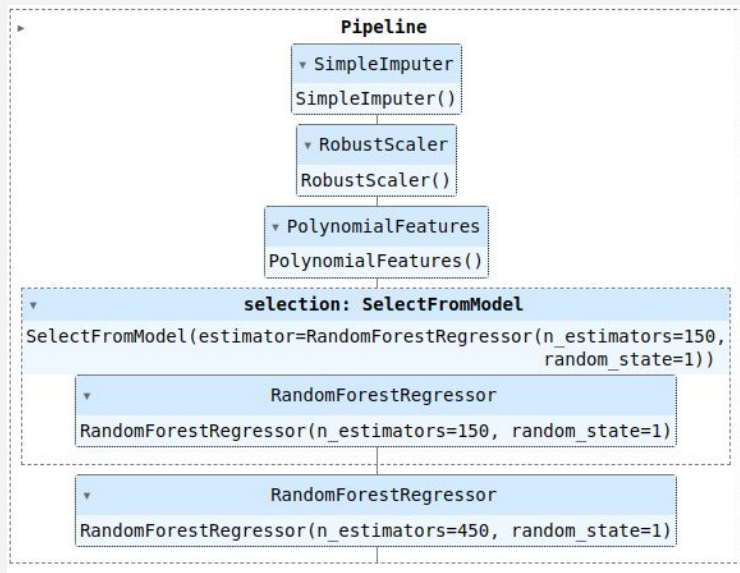 Pipeline
SimpleImputer
SimpleImputer()
RobustScaler
RobustScaler()
PolynomialFeatures
PolynomialFeatures()
selection: SelectFromModel
SelectFromModel(estimator=RandomForestRegressor(n_estimators=150,
random_state=1))
RandomForestRegressor
RandomForestRegressor(n_estimators=150, random_state=1)
RandomForestRegressor
RandomForestRegressor(n_estimators=450, random_state=1)